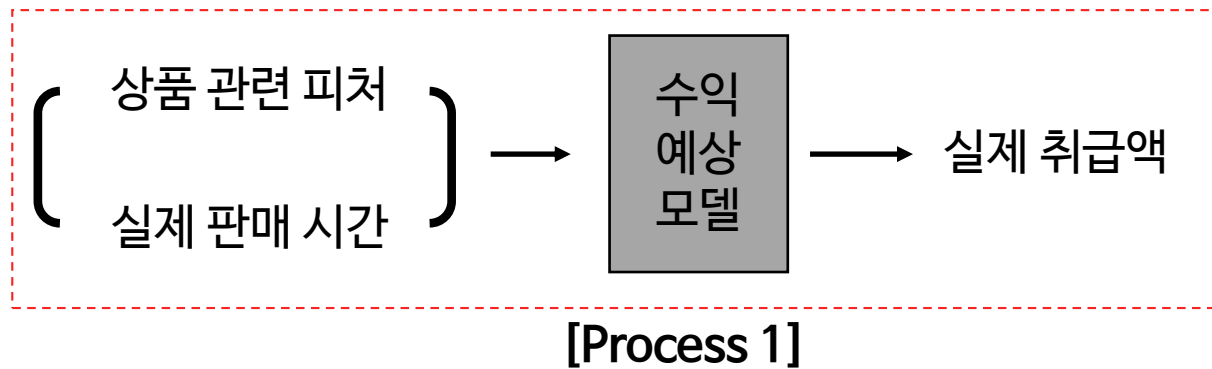 상품 관련 피처
실제 판매 시간
수익
예상
모델
실제 취급액
[Process 1]